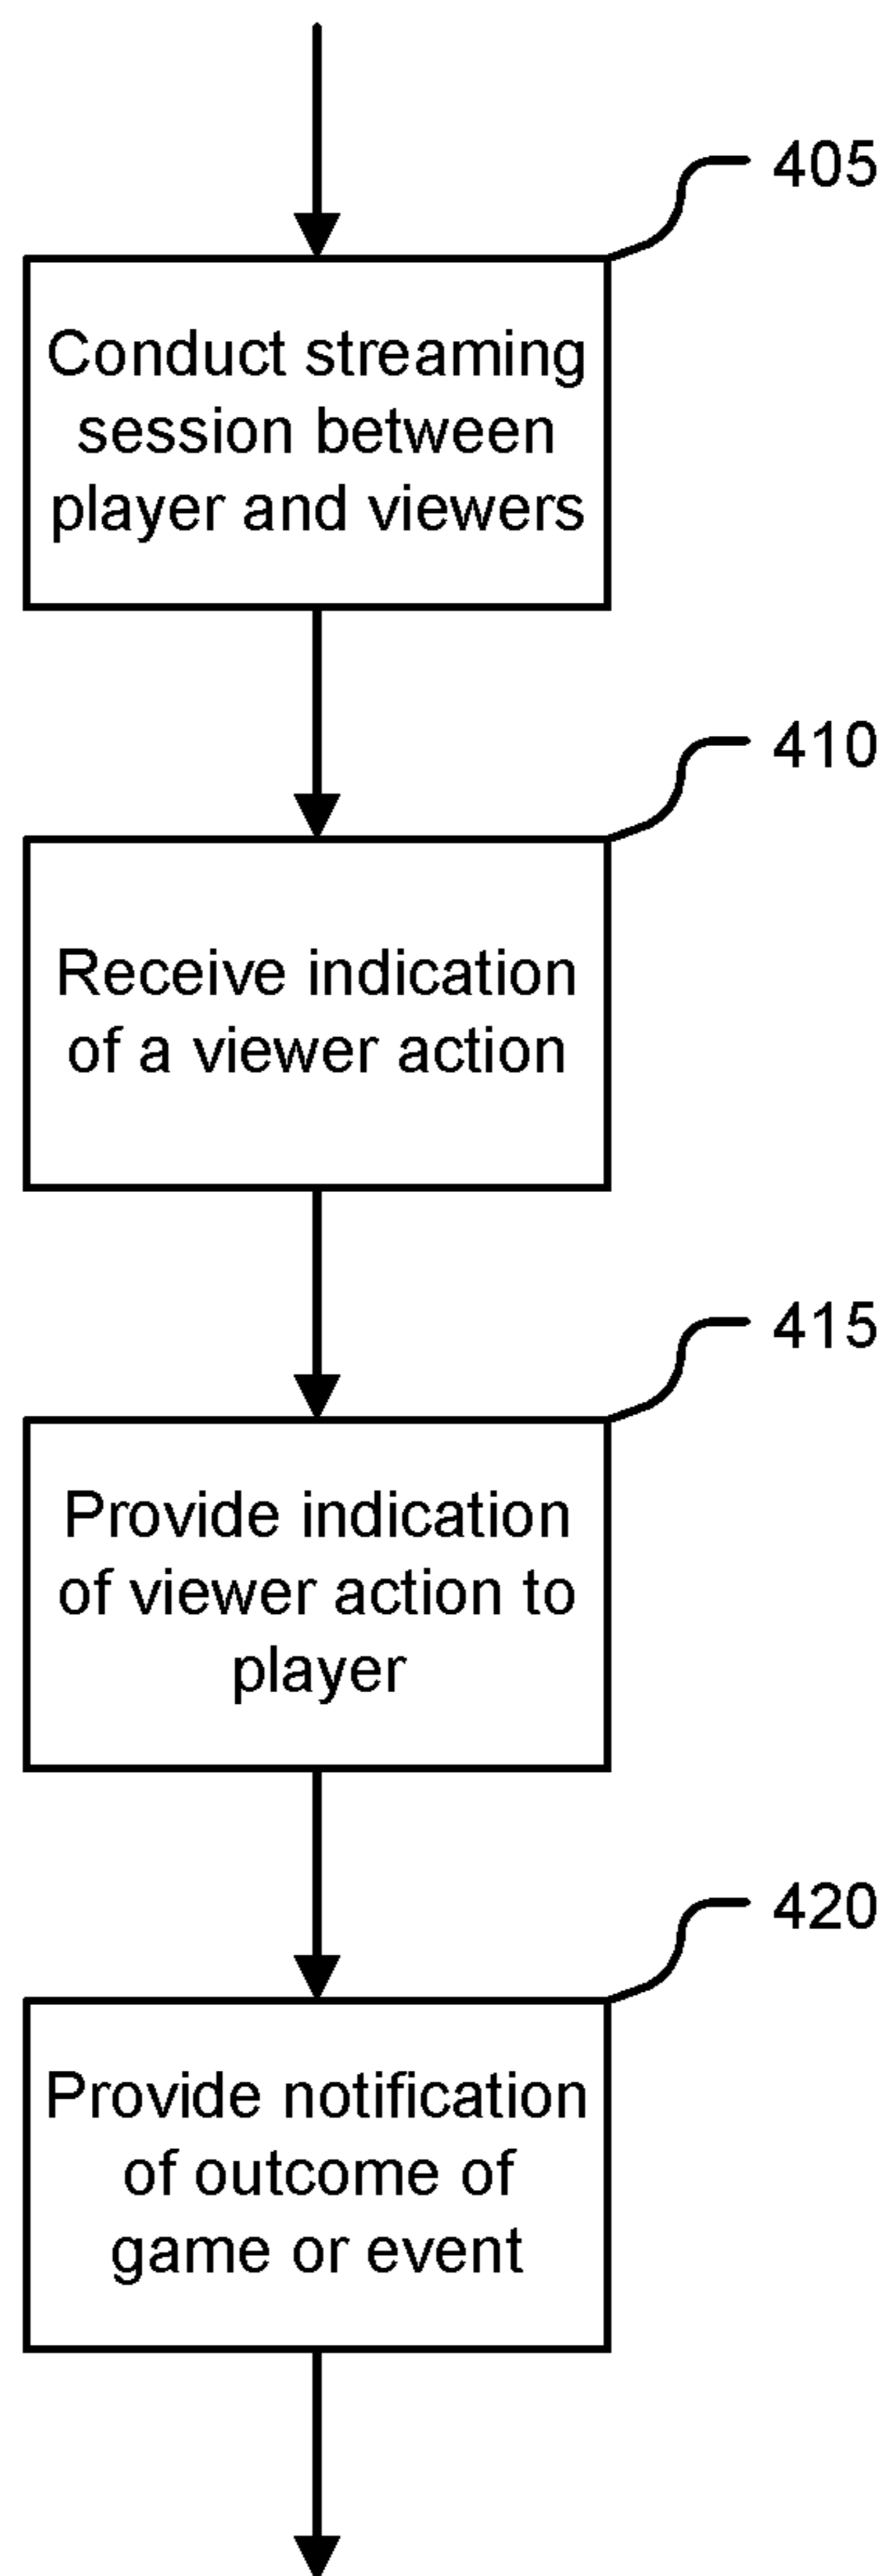 405
Conduct streaming
session between
player and viewers
410
Receive indication
of a viewer action
415
Provide indication
of viewer action to
player
420
Provide notification
of outcome of
game or event